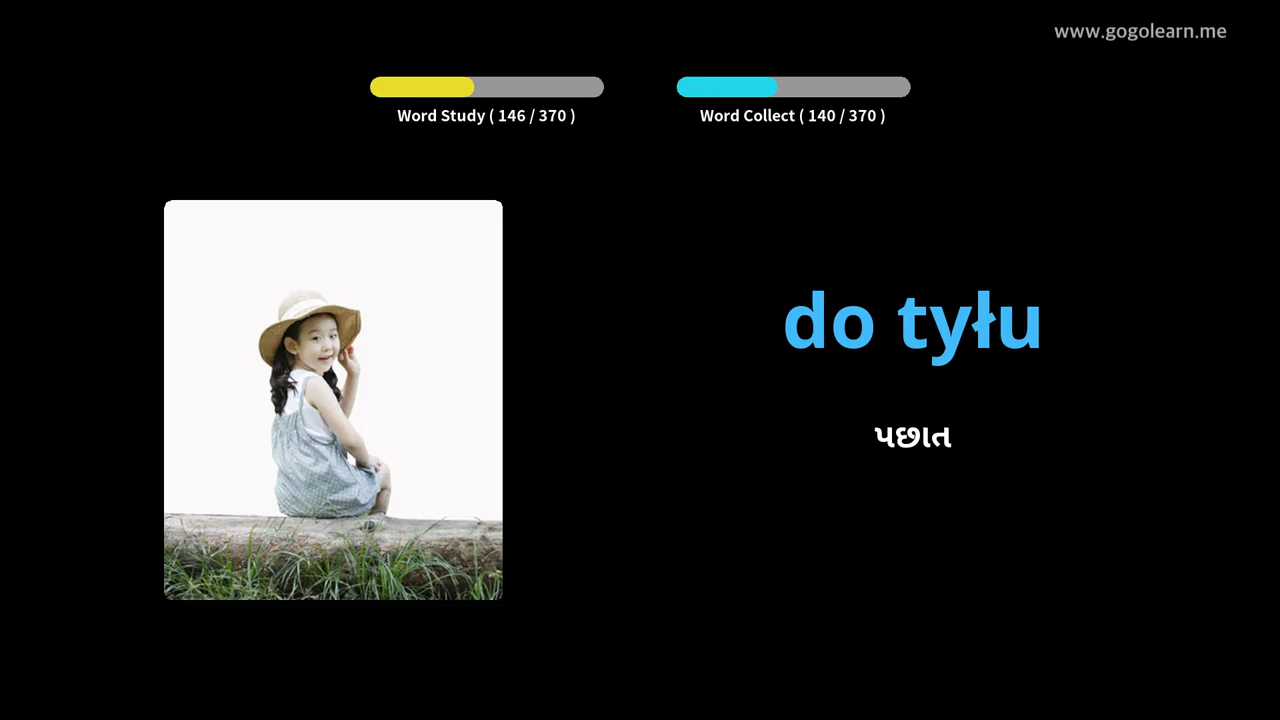 www.gogolearn.me
Word Study ( 146 / 370 )
Word Collect ( 140 / 370 )
do tyłu
પછાત